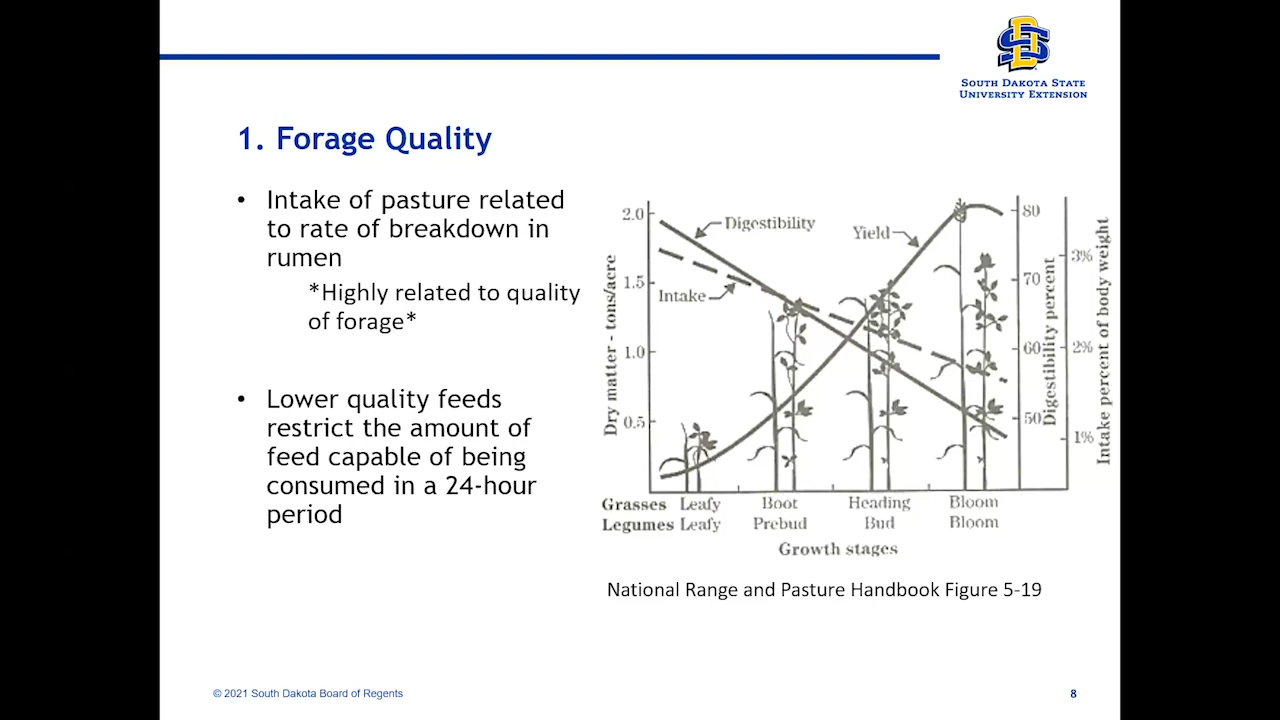 SOUTH DAKOTA STATE
UNIVERSITY EXTENSION
1. Forage Quality
• Intake of pasture related
to rate of breakdown in
rumen
*Highly related to quality
of forage*
• Lower quality feeds
restrict the amount of
feed capable of being
consumed in a 24-hour
period
Dry matter - tons/acre
2.0
1.5
1.0
0.5
Digestibility
Yield
Intake
80
70
60
50
Digestibility percent
3%
2%
1%
Intake percent of body weight
Grasses Leafy Boot Heading Bloom
Legumes Leafy Prebud Bud Bloom
Growth stages
National Range and Pasture Handbook Figure 5-19
© 2021 South Dakota Board of Regents
8